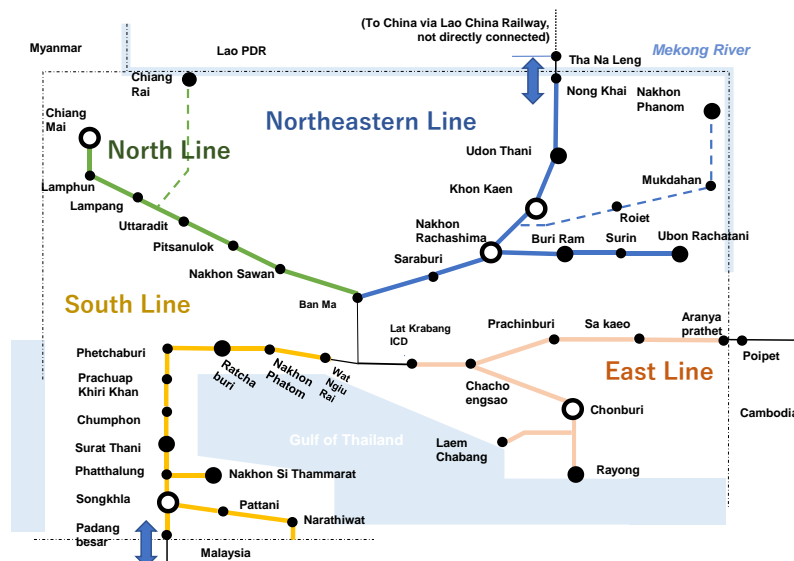 (To China via Lao China Railway,
not directly connected)
Myanmar
Lao PDR
Mekong River
Tha Na Leng
Chiang
Rai
Nong Khai
Nakhon
Phanom
Chiang
Mai
Northeastern Line
North Line
Udon Thani
Khon Kaen
Mukdahan
Lamphun
Lampang
Roiet
Uttaradit
Nakhon
Rachashima
Buri Ram
Surin
Ubon Rachatani
Pitsanulok
Saraburi
Nakhon Sawan
South Line
Ban Ma
Lat Krabang
ICD
Prachinburi
Sa kaeo
Aranya
prathet
Phetchaburi
Poipet
Ratcha
buri
Nakhon
Phatom
Wat
Ngiu
Rai
East Line
Prachuap
Khiri Khan
Chacho
engsao
Chumphon
Chonburi
Cambodia
Surat Thani
Gulf of Thailand
Laem
Chabang
Phatthalung
Nakhon Si Thammarat
Rayong
Songkhla
Pattani
Narathiwat
Padang
besar
Malaysia